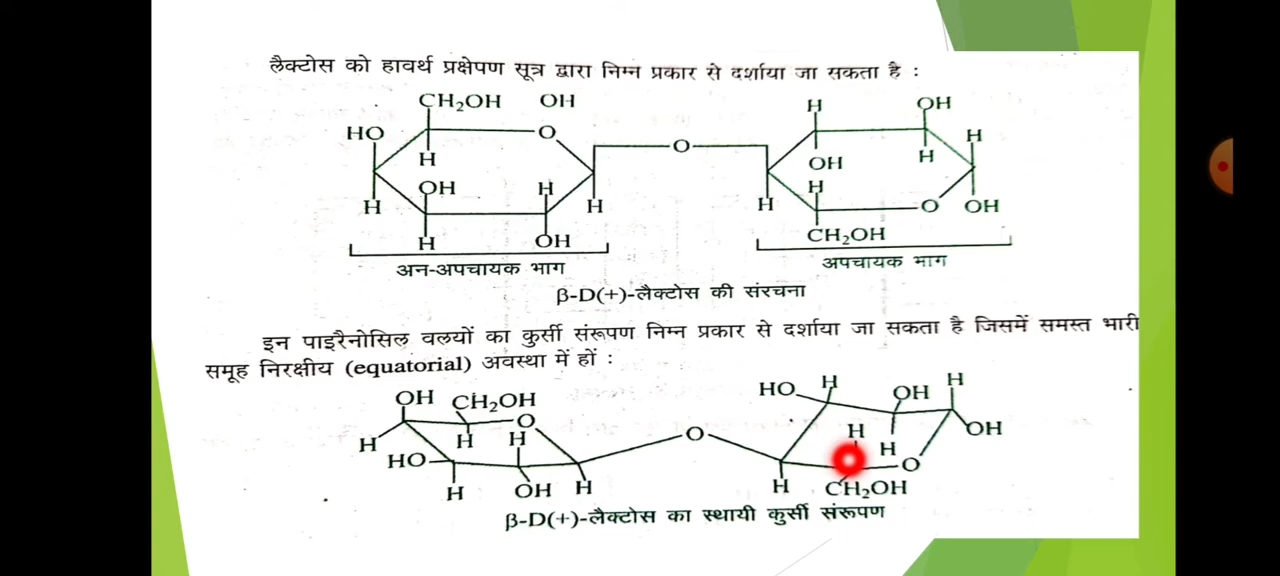 लैक्टोस को हावर्थ प्रक्षेपण सूत्र द्वारा निम्न प्रकार से दर्शाया जा सकता है :
CH₂OH OH H OH
HO O H
H O OH H
OH H H
H H H O OH
H OH CH₂OH
अन-अपचायक भाग अपचायक भाग
β-D(+)-लैक्टोस की संरचना
इन पाइरैनोसिल वलयों का कुर्सी संरूपण निम्न प्रकार से दर्शाया जा सकता है जिसमें समस्त भारी
समूह निरक्षीय (equatorial) अवस्था में हों :
OH CH₂OH HO H OH H
O OH
H H H O H H
HO O
H OH H H CH₂OH
β-D(+)-लैक्टोस का स्थायी कुर्सी संरूपण